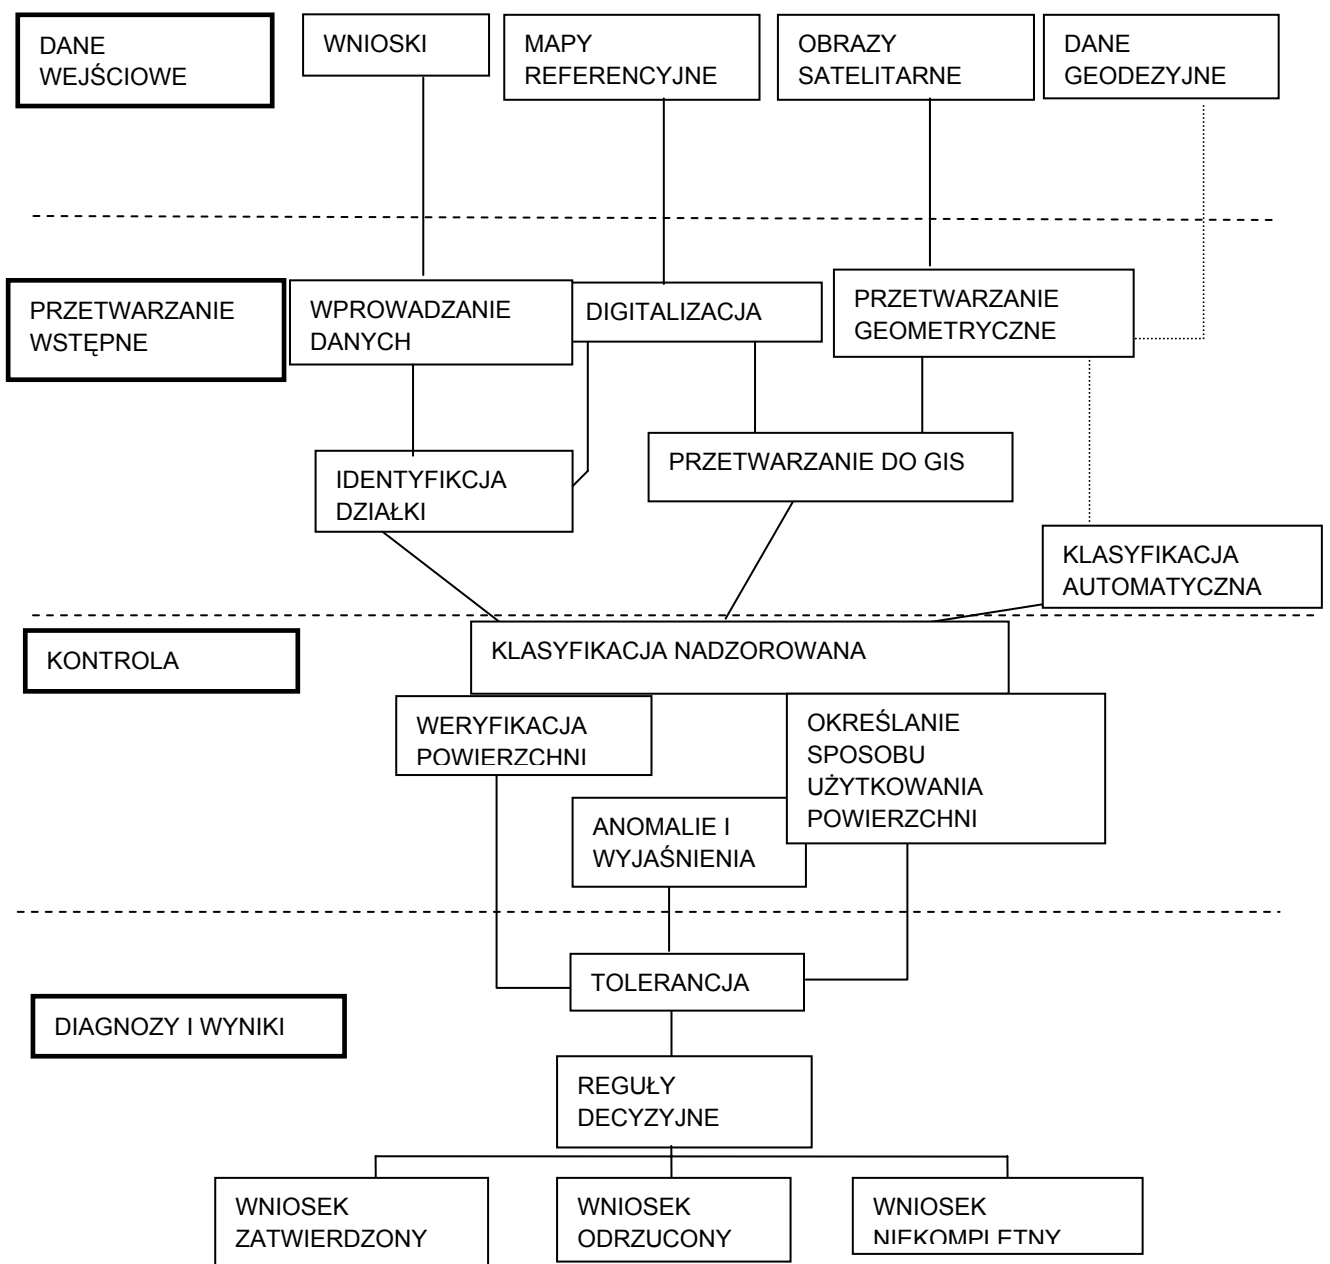 DANE
WEJŚCIOWE
WNIOSKI
MAPY
REFERENCYJNE
OBRAZY
SATELITARNE
DANE
GEODEZYJNE
PRZETWARZANIE
WSTĘPNE
WPROWADZANIE
DANYCH
DIGITALIZACJA
PRZETWARZANIE
GEOMETRYCZNE
IDENTYFIKCJA
DZIAŁKI
PRZETWARZANIE DO GIS
KLASYFIKACJA
AUTOMATYCZNA
KONTROLA
KLASYFIKACJA NADZOROWANA
WERYFIKACJA
POWIERZCHNI
OKREŚLANIE
SPOSOBU
UŻYTKOWANIA
POWIERZCHNI
ANOMALIE I
WYJAŚNIENIA
TOLERANCJA
DIAGNOZY I WYNIKI
REGUŁY
DECYZYJNE
WNIOSEK
ZATWIERDZONY
WNIOSEK
ODRZUCONY
WNIOSEK
NIEKOMPLETNY